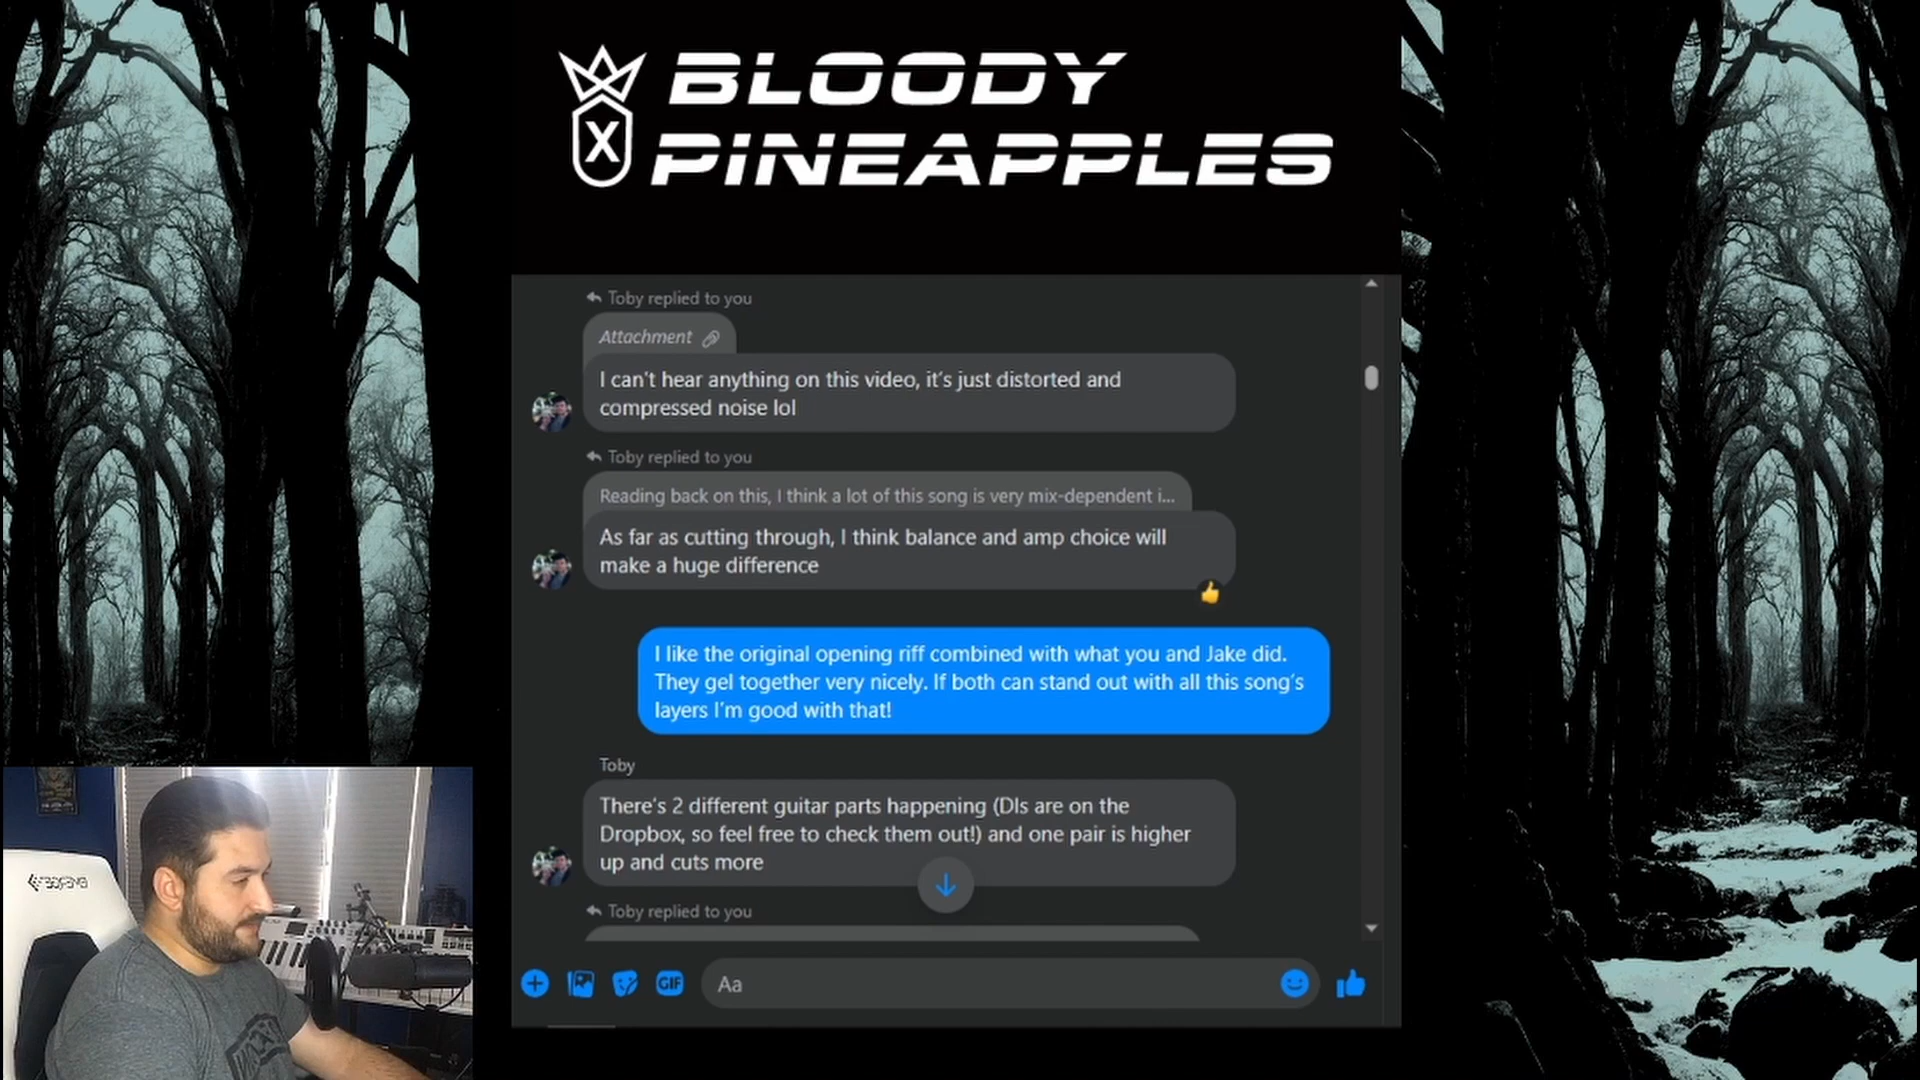 BLOODY
X
PINEAPPLES
Toby replied to you
Attachment
I can't hear anything on this video, it's just distorted and
compressed noise lol
Toby replied to you
Reading back on this, I think a lot of this song is very mix-dependent i...
As far as cutting through, I think balance and amp choice will
make a huge difference
I like the original opening riff combined with what you and Jake did.
They gel together very nicely. If both can stand out with all this song's
layers I'm good with that!
Toby
There's 2 different guitar parts happening (DIs are on the
Dropbox, so feel free to check them out!) and one pair is higher
up and cuts more
Toby replied to you
GIF
Aa